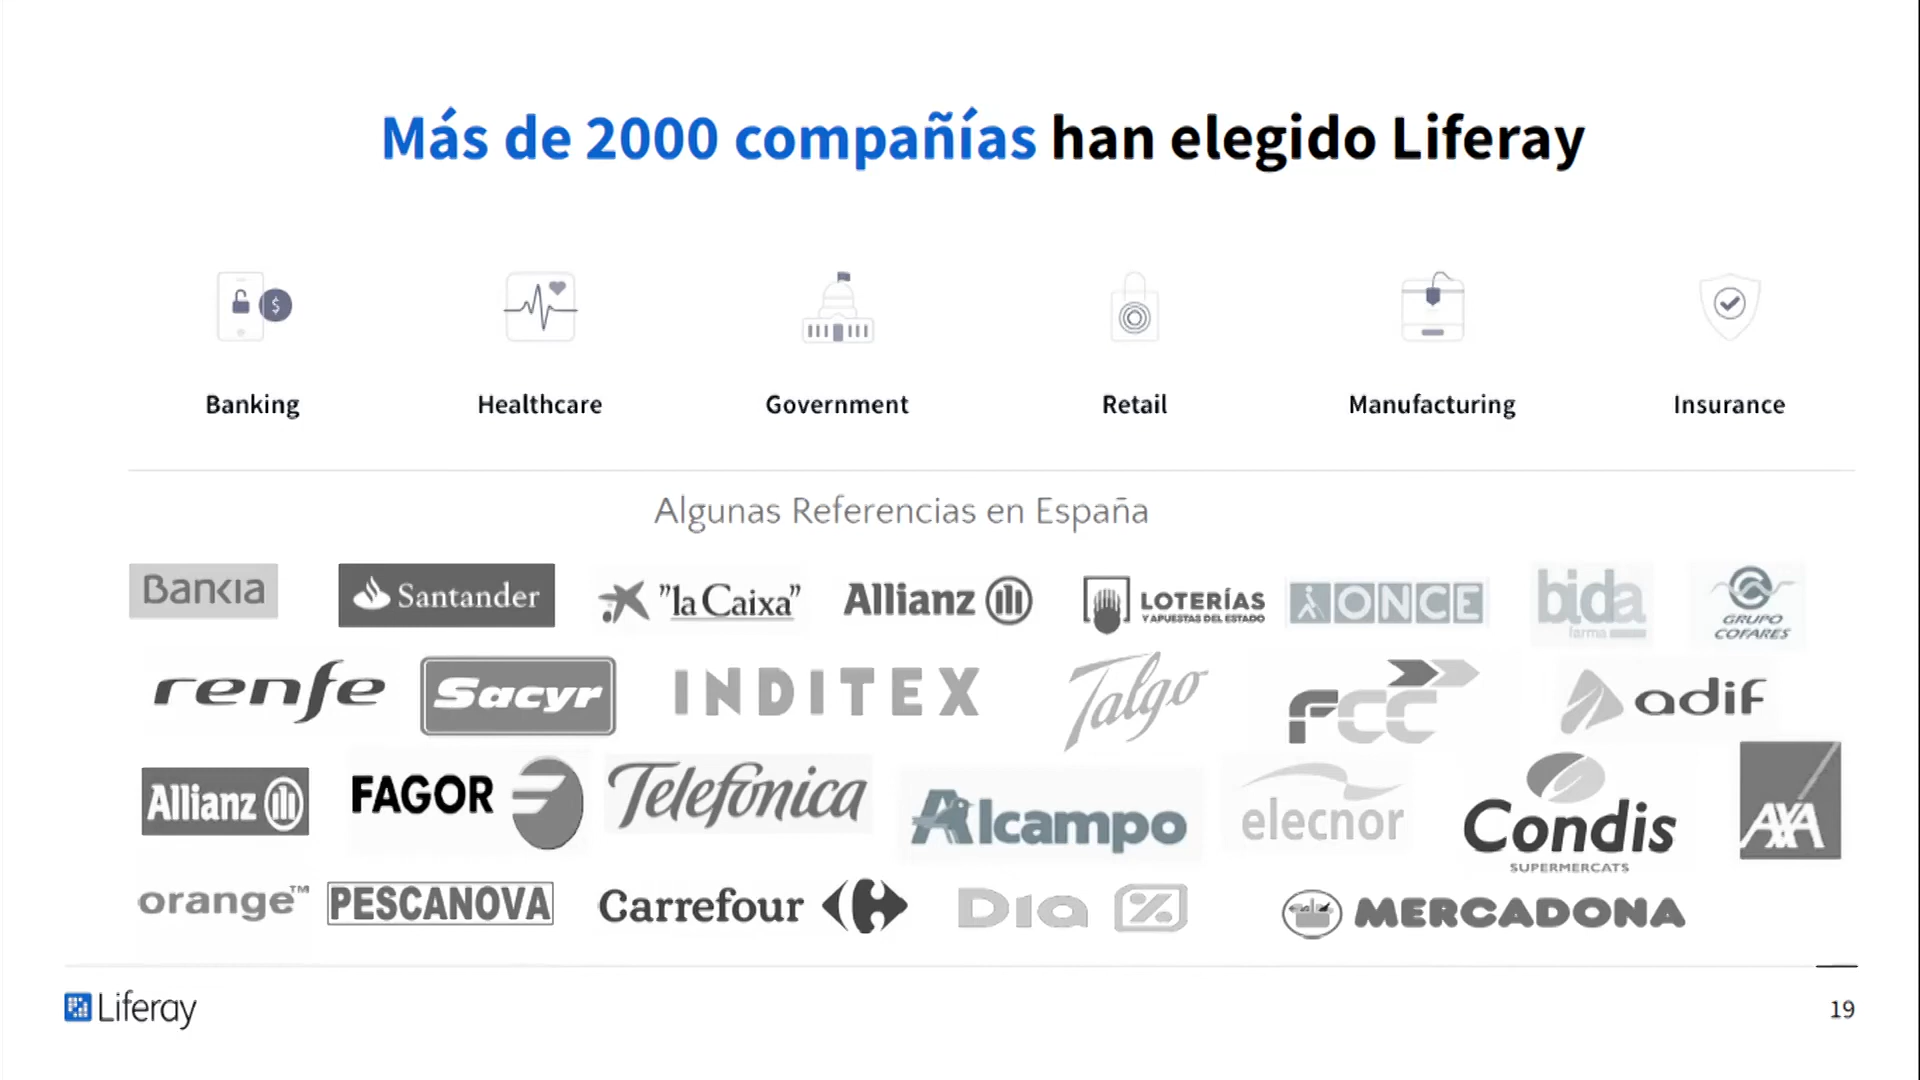 Más de 2000 compañías han elegido Liferay
$
Banking
Healthcare
Government
Retail
Manufacturing
Insurance
Algunas Referencias en España
Bankia
Santander
"la Caixa"
Allianz
LOTERÍAS
Y APUESTAS DEL ESTADO
ONCE
bida
farma
GRUPO
COFARES
renfe
Sacyr
INDITEX
Talgo
FCC
adif
Allianz
FAGOR
Telefónica
Alcampo
elecnor
Condis
SUPERMERCATS
AXA
orange™
PESCANOVA
Carrefour
Dia %
MERCADONA
Liferay
19